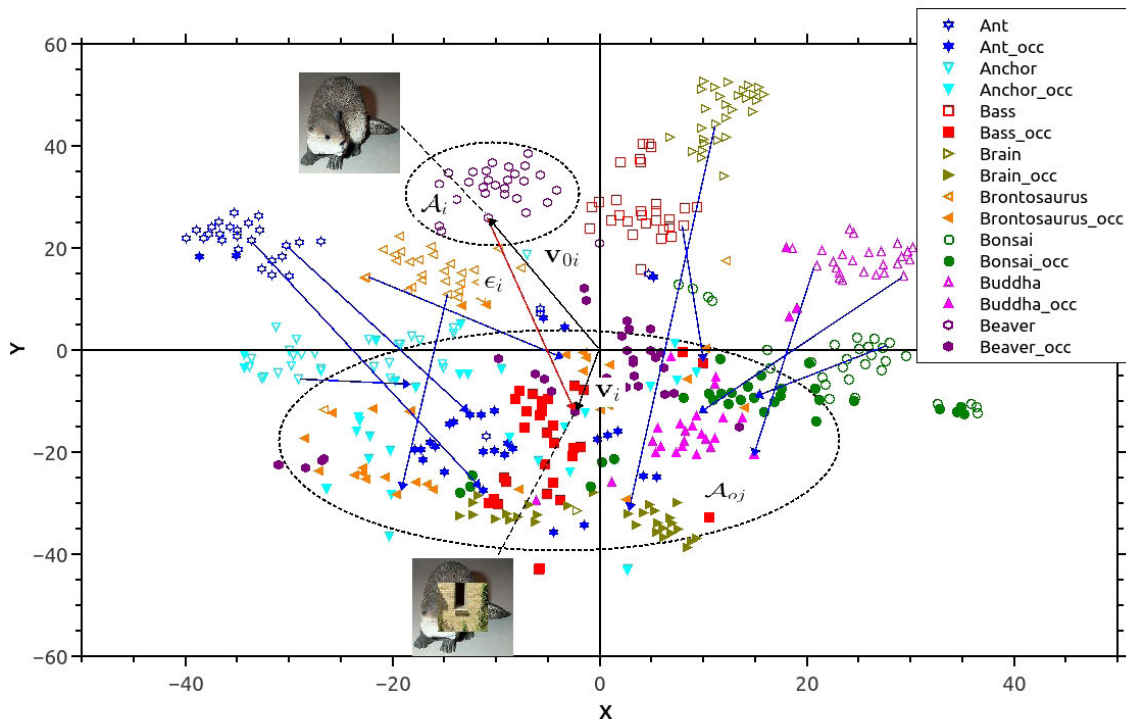 Ant
Ant_occ
Anchor
Anchor_occ
Bass
Bass_occ
Brain
Brain_occ
Brontosaurus
Brontosaurus_occ
Bonsai
Bonsai_occ
Buddha
Buddha_occ
Beaver
Beaver_occ
60
40
20
0
−20
−40
−60
Y
𝒜ᵢ
v₀ᵢ
ϵᵢ
vᵢ
𝒜ₒⱼ
−40
−20
0
20
40
X